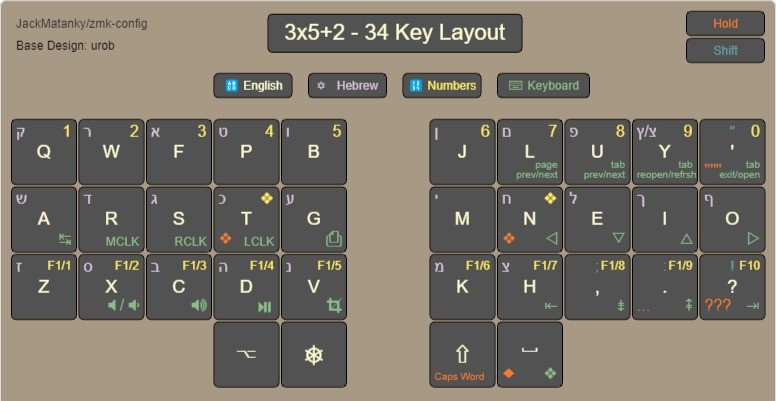 JackMatanky/zmk-config
Base Design: urob
3x5+2 - 34 Key Layout
Hold
Shift
English
Hebrew
Numbers
Keyboard
ק 1 ר 2 א 3 ט 4 ו 5 ן 6 ם 7 פ 8 צ/ץ 9 " 0
Q W F P B J L U Y '
page prev/next tab prev/next tab reopen/refrsh """ tab exit/open
ש ד ג כ ע י ח ל ך ף
A R S T G M N E I O
MCLK RCLK LCLK
ז F1/1 ס F1/2 ב F1/3 ה F1/4 נ F1/5 מ F1/6 צ F1/7 ; F1/8 : F1/9 ! F10
Z X C D V K H , . ?
/ ... ???
Caps Word